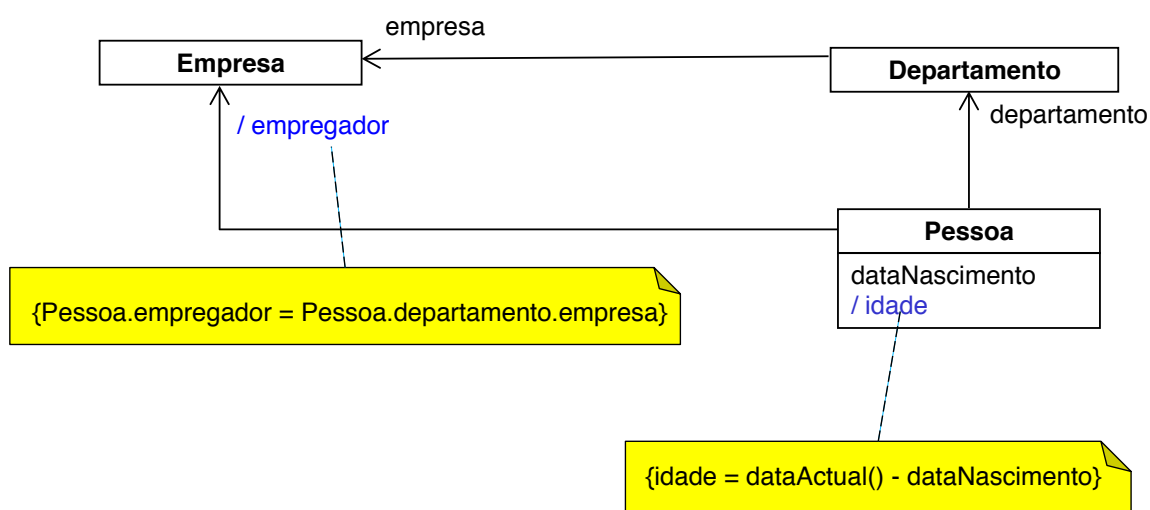 empresa
Empresa
Departamento
/ empregador
departamento
Pessoa
dataNascimento
/ idade
{Pessoa.empregador = Pessoa.departamento.empresa}
{idade = dataActual() - dataNascimento}